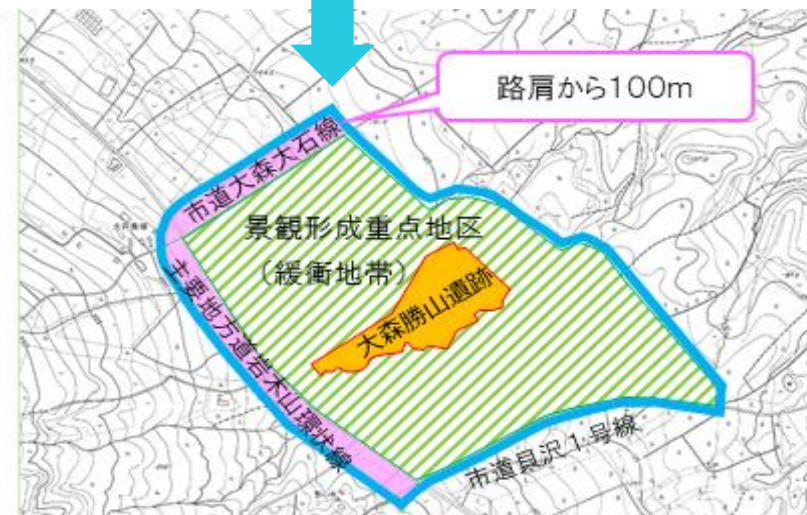 路肩から100m
市道大森大石線
景観形成重点地区
（緩衝地帯）
大森勝山遺跡
主要地方道岩木山環状線
市道貝沢1号線